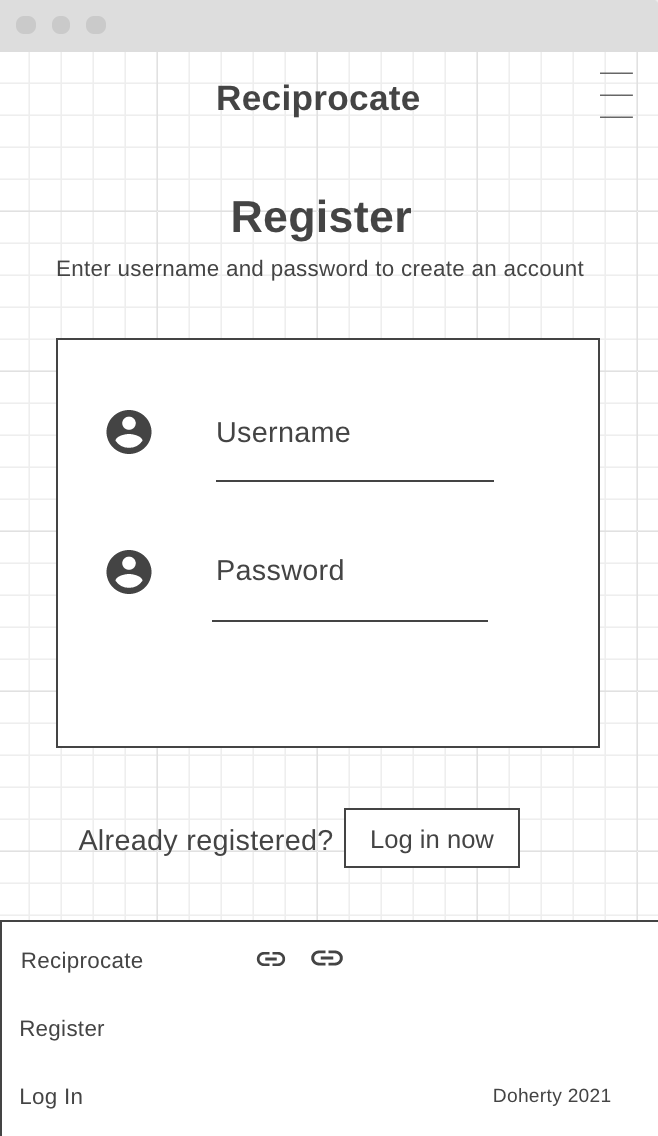 Reciprocate
Register
Enter username and password to create an account
Username
Password
Already registered? Log in now
Reciprocate
Register
Log In
Doherty 2021